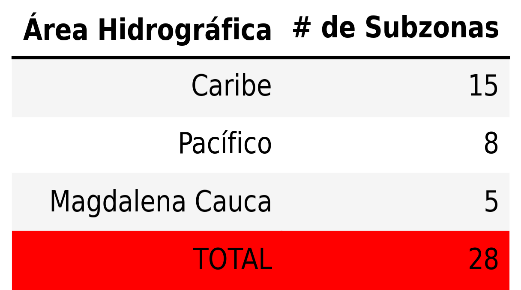 Área Hidrográfica # de Subzonas
Caribe 15
Pacífico 8
Magdalena Cauca 5
TOTAL 28